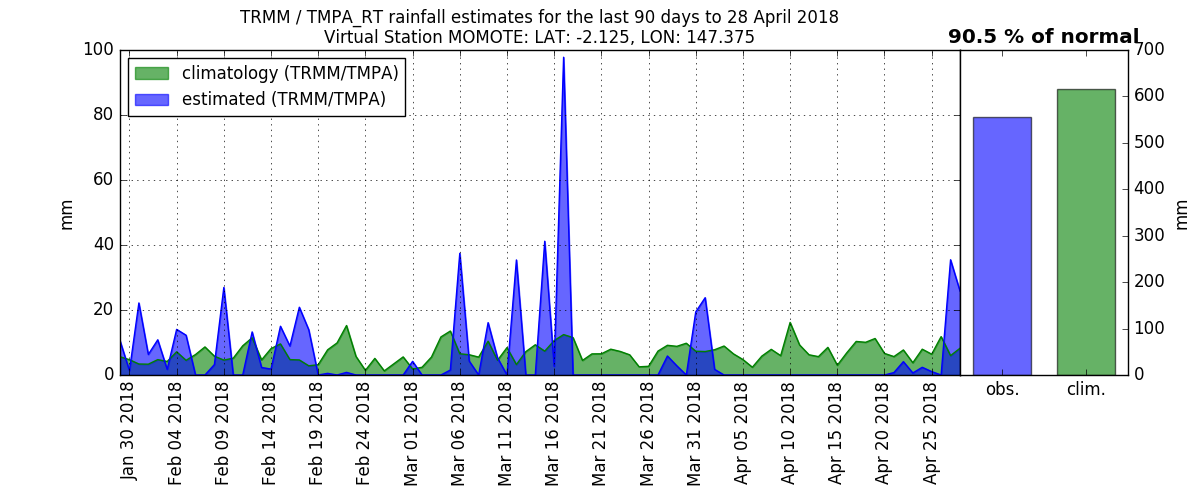 TRMM / TMPA_RT rainfall estimates for the last 90 days to 28 April 2018
Virtual Station MOMOTE: LAT: -2.125, LON: 147.375
90.5 % of normal
climatology (TRMM/TMPA)
estimated (TRMM/TMPA)
mm
100
80
60
40
20
0
Jan 30 2018
Feb 04 2018
Feb 09 2018
Feb 14 2018
Feb 19 2018
Feb 24 2018
Mar 01 2018
Mar 06 2018
Mar 11 2018
Mar 16 2018
Mar 21 2018
Mar 26 2018
Mar 31 2018
Apr 05 2018
Apr 10 2018
Apr 15 2018
Apr 20 2018
Apr 25 2018
obs.
clim.
700
600
500
400
300
200
100
0
mm